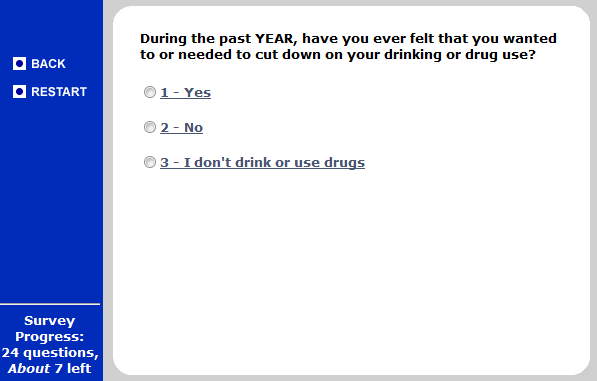 BACK
RESTART
During the past YEAR, have you ever felt that you wanted
to or needed to cut down on your drinking or drug use?
1 - Yes
2 - No
3 - I don't drink or use drugs
Survey
Progress:
24 questions,
About 7 left